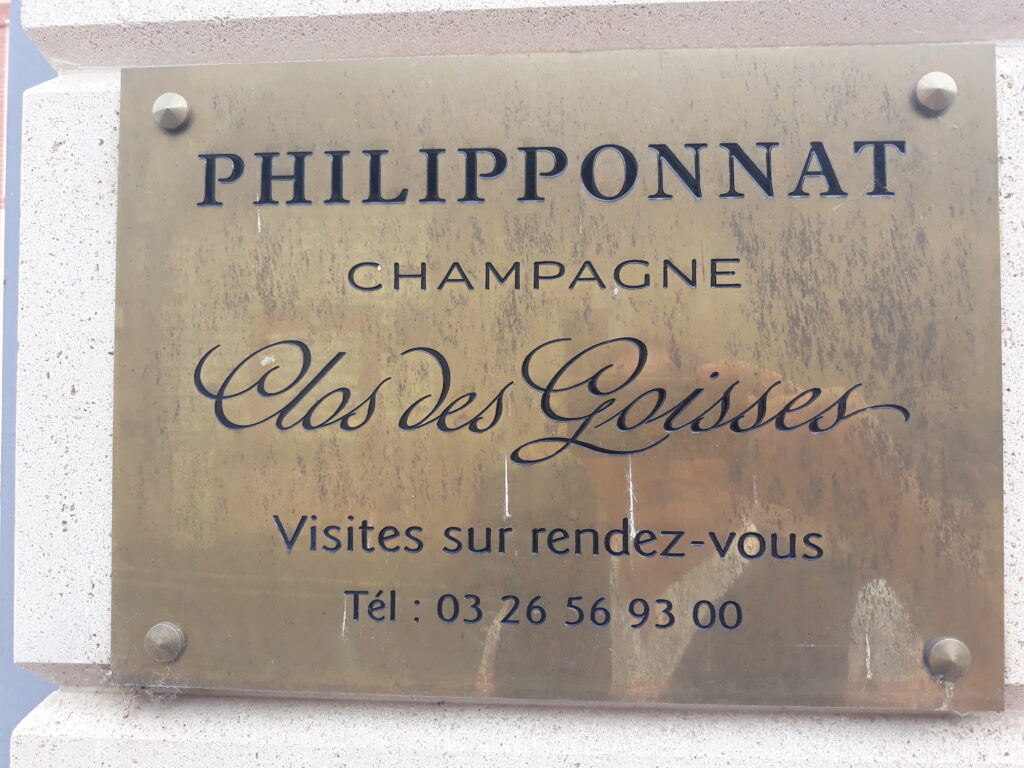 PHILIPPONNAT
CHAMPAGNE
Clos des Goisses
Visites sur rendez-vous
Tél : 03 26 56 93 00